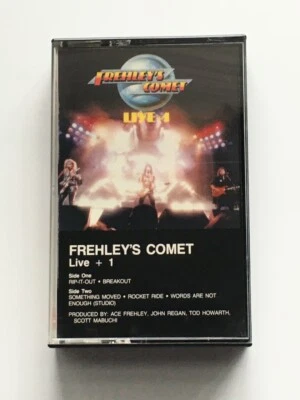 FREHLEY'S
COMET
LIVE+1
FREHLEY'S COMET
Live + 1
Side One
RIP-IT-OUT • BREAKOUT
Side Two
SOMETHING MOVED • ROCKET RIDE • WORDS ARE NOT
ENOUGH (STUDIO)
PRODUCED BY: ACE FREHLEY, JOHN REGAN, TOD HOWARTH,
SCOTT MABUCHI